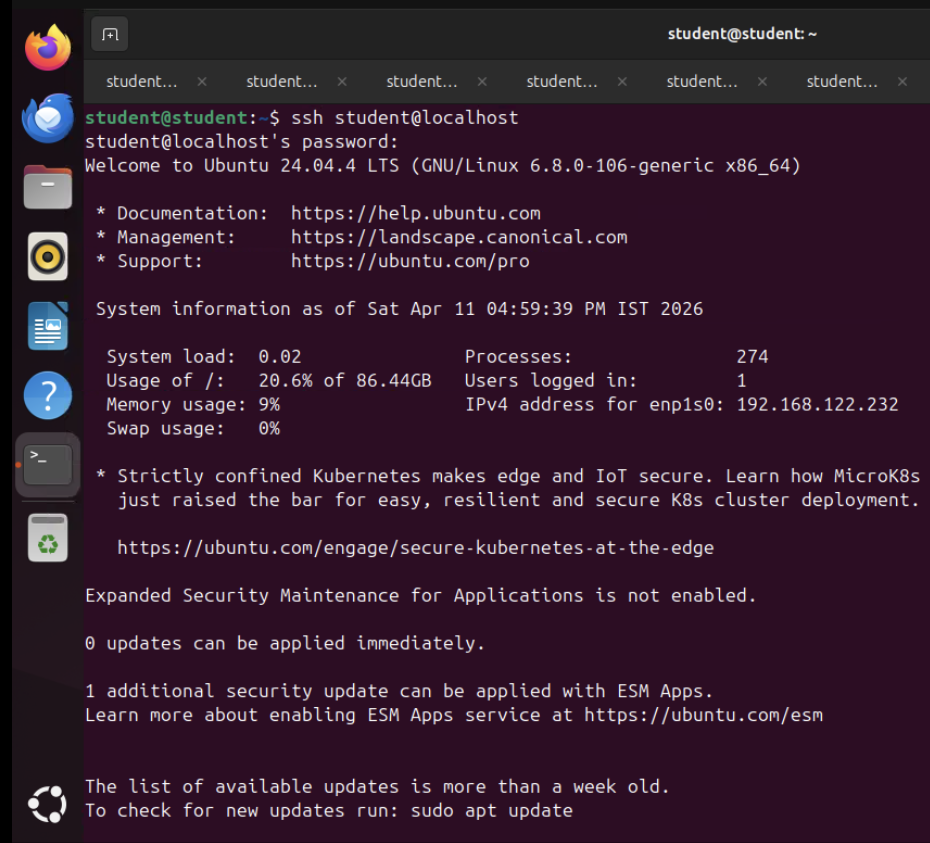 student@student: ~
student... × student... × student... × student... × student... × student... ×
student@student:~$ ssh student@localhost
student@localhost's password:
Welcome to Ubuntu 24.04.4 LTS (GNU/Linux 6.8.0-106-generic x86_64)
* Documentation: https://help.ubuntu.com
* Management: https://landscape.canonical.com
* Support: https://ubuntu.com/pro
System information as of Sat Apr 11 04:59:39 PM IST 2026
System load: 0.02 Processes: 274
Usage of /: 20.6% of 86.44GB Users logged in: 1
Memory usage: 9% IPv4 address for enp1s0: 192.168.122.232
Swap usage: 0%
* Strictly confined Kubernetes makes edge and IoT secure. Learn how MicroK8s
just raised the bar for easy, resilient and secure K8s cluster deployment.
https://ubuntu.com/engage/secure-kubernetes-at-the-edge
Expanded Security Maintenance for Applications is not enabled.
0 updates can be applied immediately.
1 additional security update can be applied with ESM Apps.
Learn more about enabling ESM Apps service at https://ubuntu.com/esm
The list of available updates is more than a week old.
To check for new updates run: sudo apt update